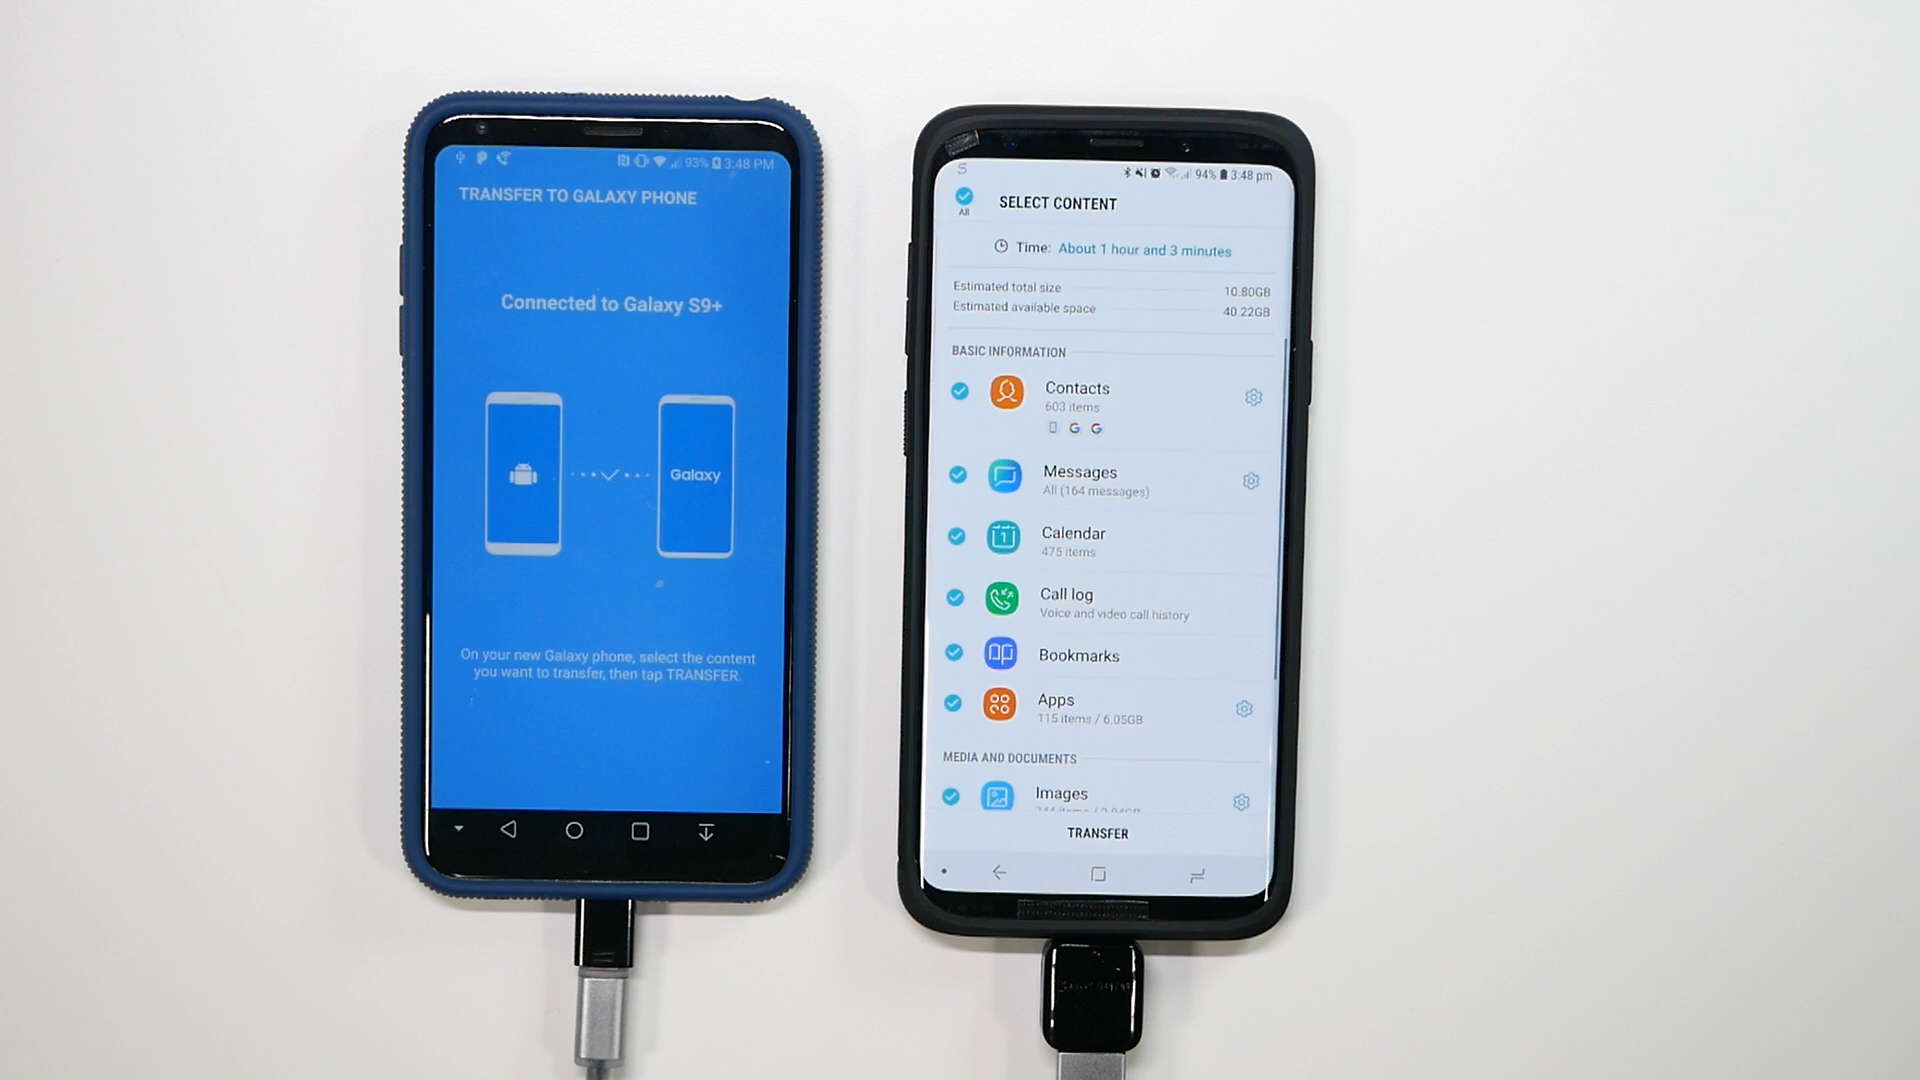 93% 3:48 PM
TRANSFER TO GALAXY PHONE
Connected to Galaxy S9+
Galaxy
On your new Galaxy phone, select the content
you want to transfer, then tap TRANSFER.
94% 3:48 pm
All
SELECT CONTENT
Time: About 1 hour and 3 minutes
Estimated total size 10.80GB
Estimated available space 40.22GB
BASIC INFORMATION
Contacts
603 items
G G
Messages
All (164 messages)
1
Calendar
475 items
Call log
Voice and video call history
Bookmarks
Apps
115 items / 6.05GB
MEDIA AND DOCUMENTS
Images
TRANSFER